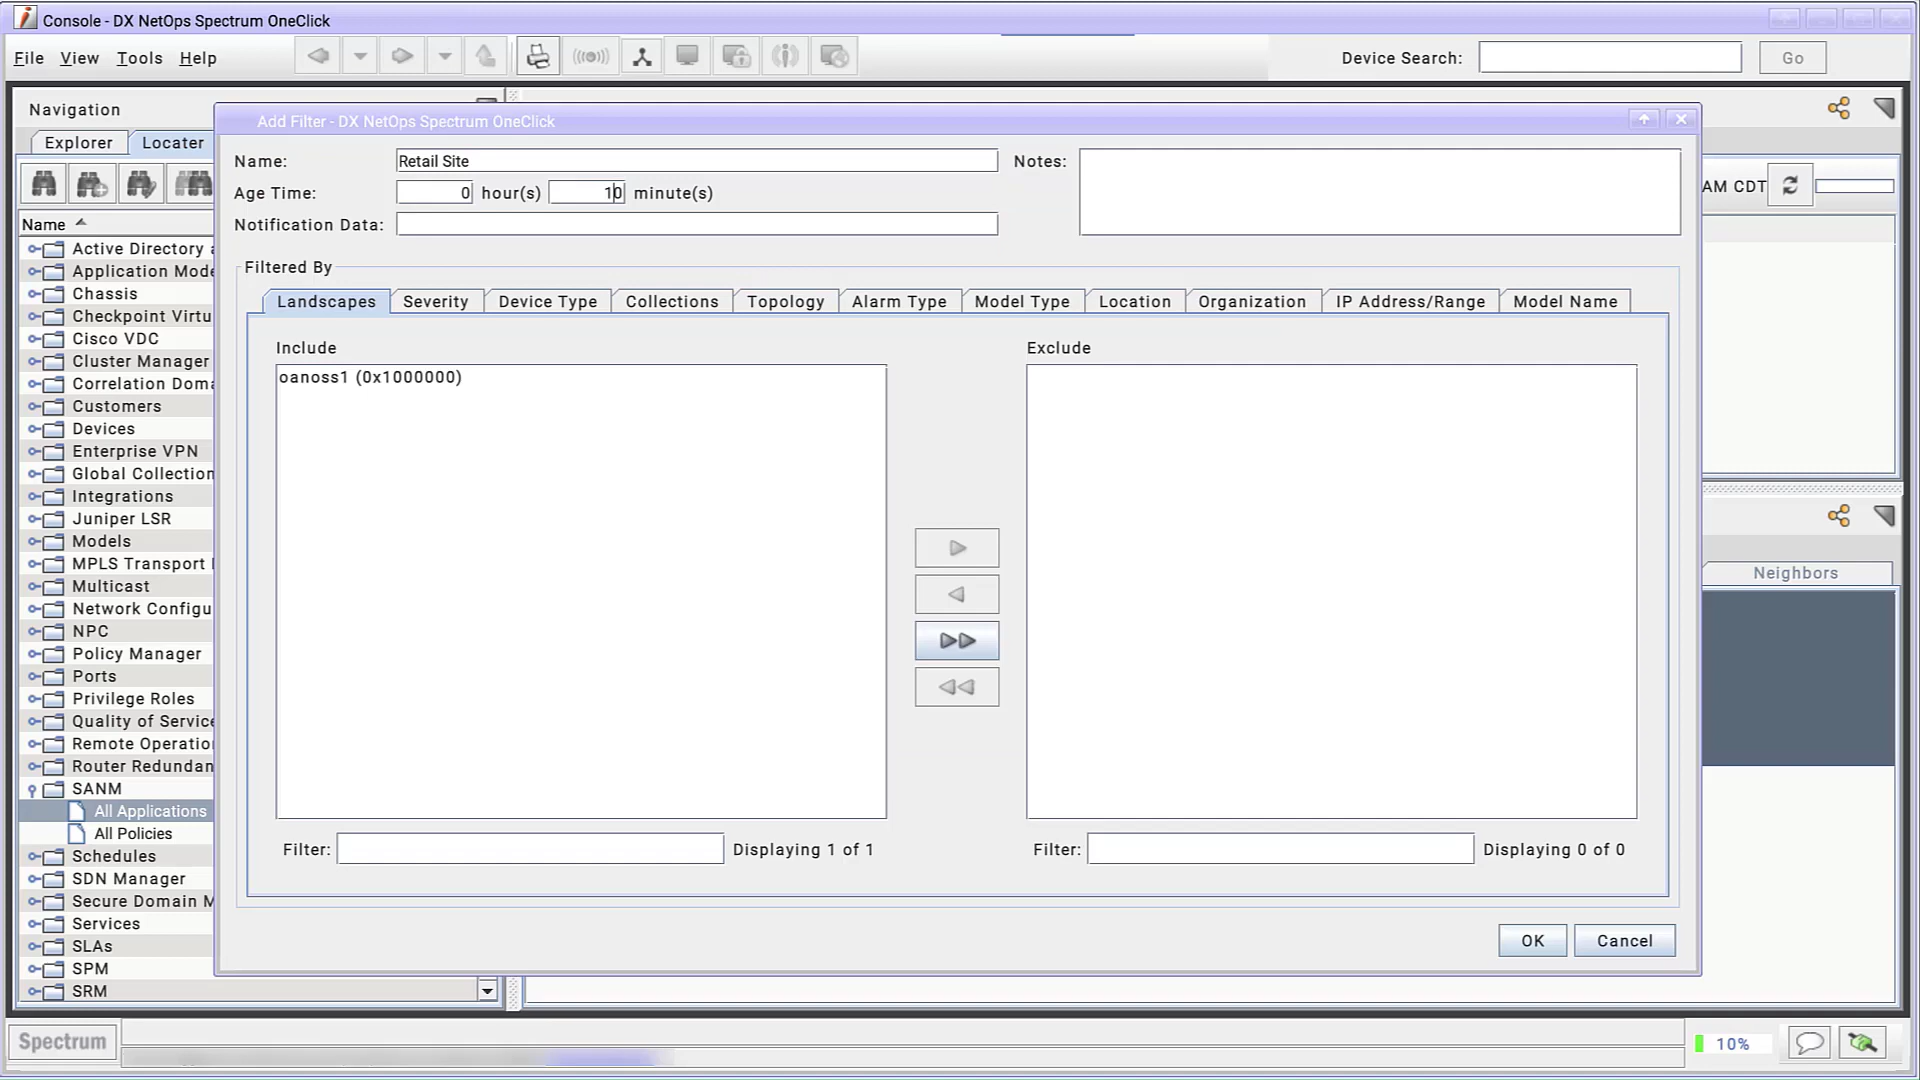 Console - DX NetOps Spectrum OneClick
File View Tools Help
Device Search:
Go
Navigation
Explorer
Locater
Name
Active Directory
Application Mode
Chassis
Checkpoint Virtu
Cisco VDC
Cluster Manager
Correlation Doma
Customers
Devices
Enterprise VPN
Global Collection
Integrations
Juniper LSR
Models
MPLS Transport
Multicast
Network Configu
NPC
Policy Manager
Ports
Privilege Roles
Quality of Service
Remote Operation
Router Redundan
SANM
All Applications
All Policies
Schedules
SDN Manager
Secure Domain M
Services
SLAs
SPM
SRM
Add Filter - DX NetOps Spectrum OneClick
Name: Retail Site
Notes:
Age Time: 0 hour(s) 10 minute(s)
Notification Data:
Filtered By
Landscapes Severity Device Type Collections Topology Alarm Type Model Type Location Organization IP Address/Range Model Name
Include
oanoss1 (0x1000000)
Exclude
Filter: Displaying 1 of 1
Filter: Displaying 0 of 0
OK Cancel
AM CDT
Neighbors
Spectrum
10%